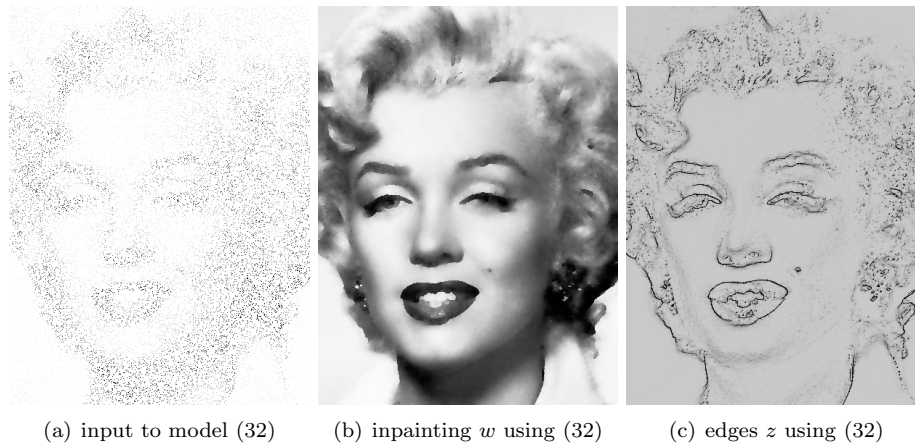 (a) input to model (32)
(b) inpainting w using (32)
(c) edges z using (32)